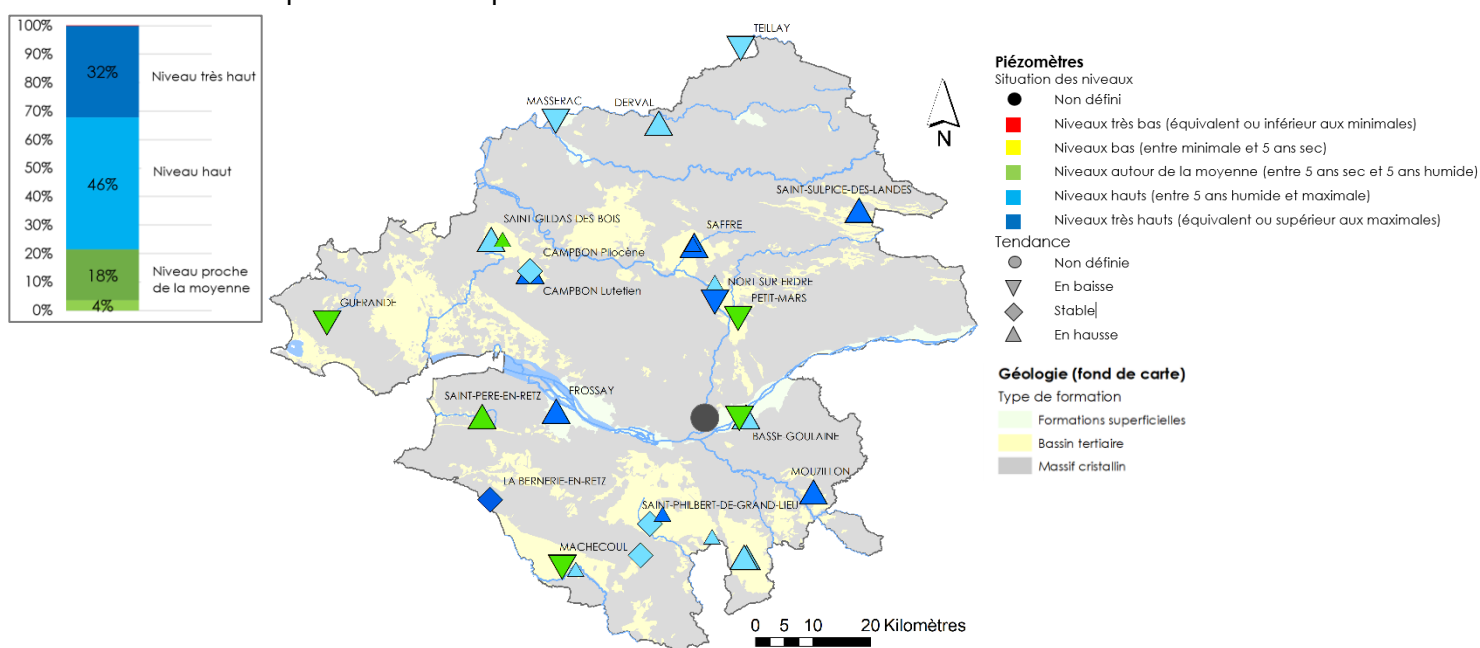 100%
90%
80%
70%
60%
50%
40%
30%
20%
10%
0%
32%
46%
18%
4%
Niveau très haut
Niveau haut
Niveau proche
de la moyenne
TEILLAY
MASSERAC
DERVAL
SAINT-SULPICE-DES-LANDES
SAINT GILDAS DES BOIS
SAFFRE
CAMPBON Pliocène
CAMPBON Lutetien
NORT SUR ERDRE
PETIT-MARS
GUERANDE
SAINT-PERE-EN-RETZ
FROSSAY
BASSE GOULAINE
MOUZILLON
LA BERNERIE-EN-RETZ
SAINT-PHILBERT-DE-GRAND-LIEU
MACHECOUL
N
0 5 10 20 Kilomètres
Piézomètres
Situation des niveaux
Non défini
Niveaux très bas (équivalent ou inférieur aux minimales)
Niveaux bas (entre minimale et 5 ans sec)
Niveaux autour de la moyenne (entre 5 ans sec et 5 ans humide)
Niveaux hauts (entre 5 ans humide et maximale)
Niveaux très hauts (équivalent ou supérieur aux maximales)
Tendance
Non définie
En baisse
Stable
En hausse
Géologie (fond de carte)
Type de formation
Formations superficielles
Bassin tertiaire
Massif cristallin